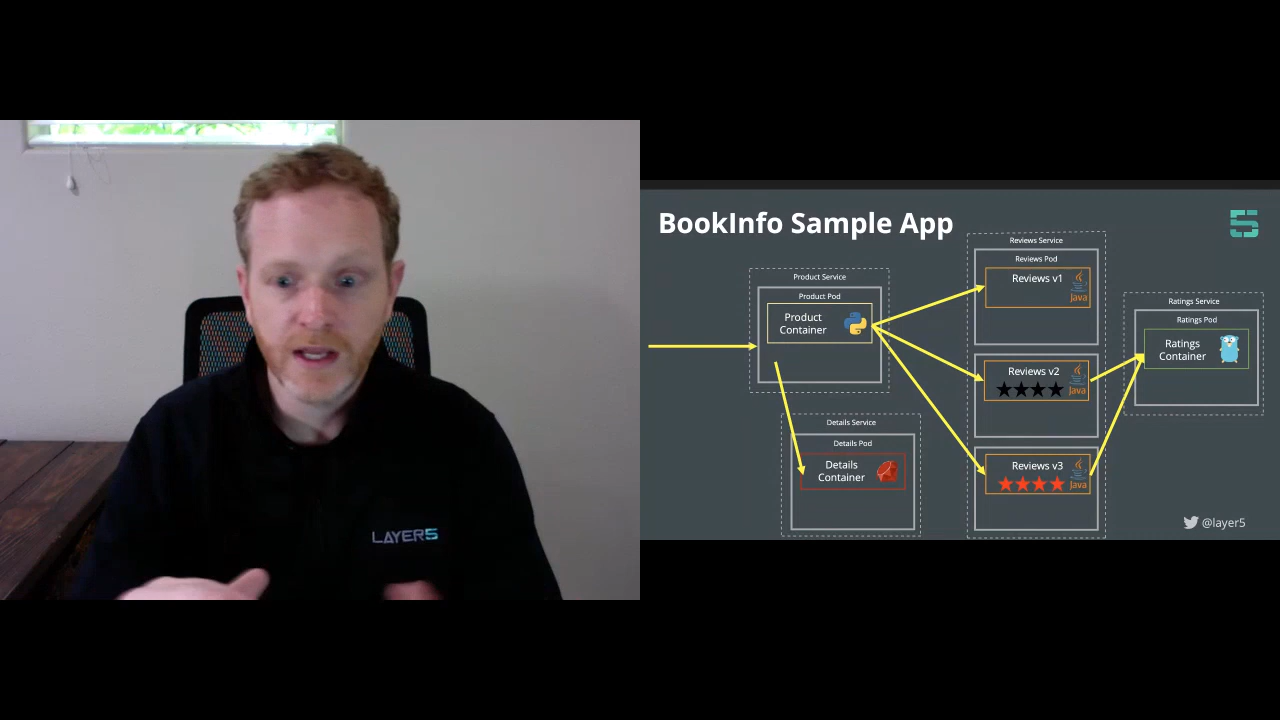 LAYER5
BookInfo Sample App
Product Service
Product Pod
Product
Container
Details Service
Details Pod
Details
Container
Reviews Service
Reviews Pod
Reviews v1
Java
Reviews v2
Java
Reviews v3
Java
Ratings Service
Ratings Pod
Ratings
Container
@layer5